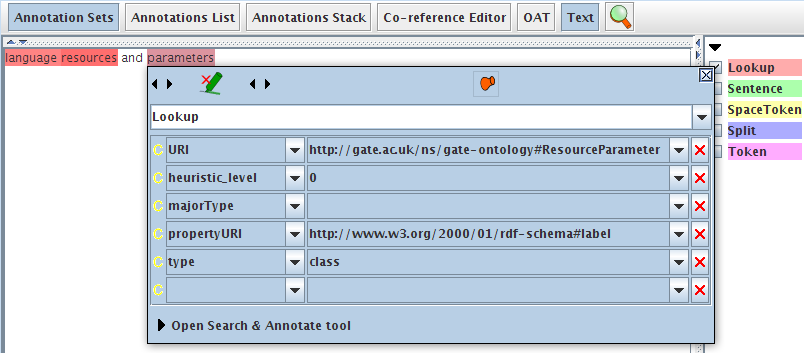 Annotation Sets Annotations List Annotations Stack Co-reference Editor OAT Text
language resources and parameters
Lookup
Sentence
SpaceToken
Split
Token
Lookup
C URI http://gate.ac.uk/ns/gate-ontology#ResourceParameter
C heuristic_level 0
C majorType
C propertyURI http://www.w3.org/2000/01/rdf-schema#label
C type class
C
Open Search & Annotate tool